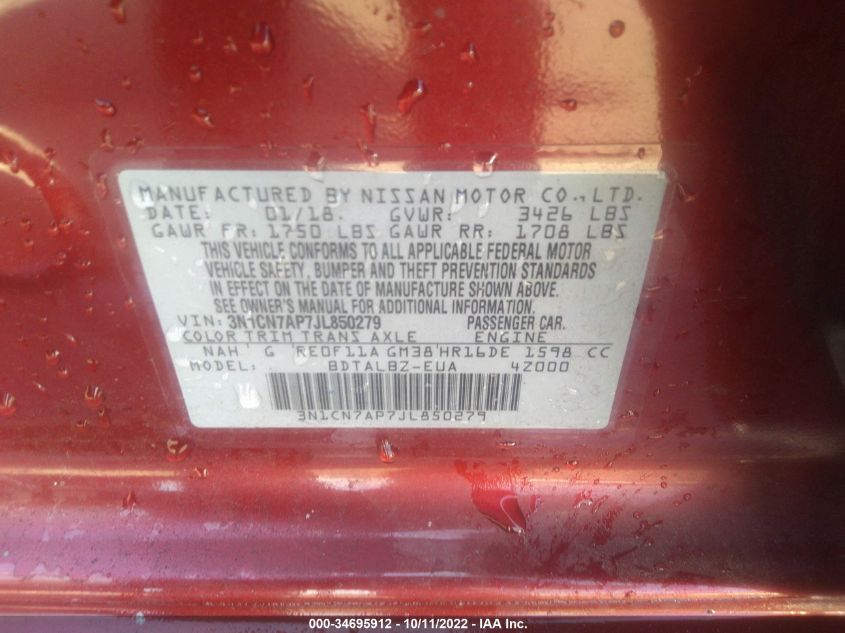 MANUFACTURED BY NISSAN MOTOR CO., LTD.
DATE: 01/18. GVWR: 3426 LBS
GAWR FR: 1750 LBS GAWR RR: 1708 LBS
THIS VEHICLE CONFORMS TO ALL APPLICABLE FEDERAL MOTOR
VEHICLE SAFETY, BUMPER AND THEFT PREVENTION STANDARDS
IN EFFECT ON THE DATE OF MANUFACTURE SHOWN ABOVE.
SEE OWNER'S MANUAL FOR ADDITIONAL INFORMATION.
VIN: 3N1CN7AP7JL850279 PASSENGER CAR.
COLOR TRIM TRANS AXLE ENGINE
NAH G RE0F11A GM38 HR16DE 1598 CC
MODEL: BDTALBZ-EUA 4Z000
3N1CN7AP7JL850279
000-34695912 - 10/11/2022 - IAA Inc.